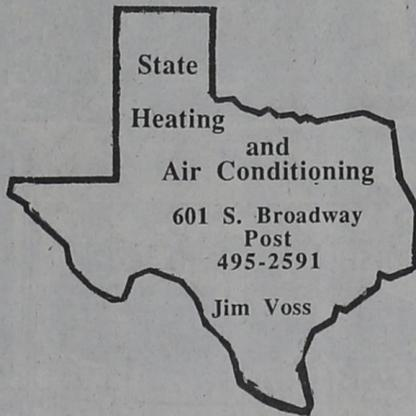 State
Heating
and
Air Conditioning
601 S. Broadway
Post
495-2591
Jim Voss